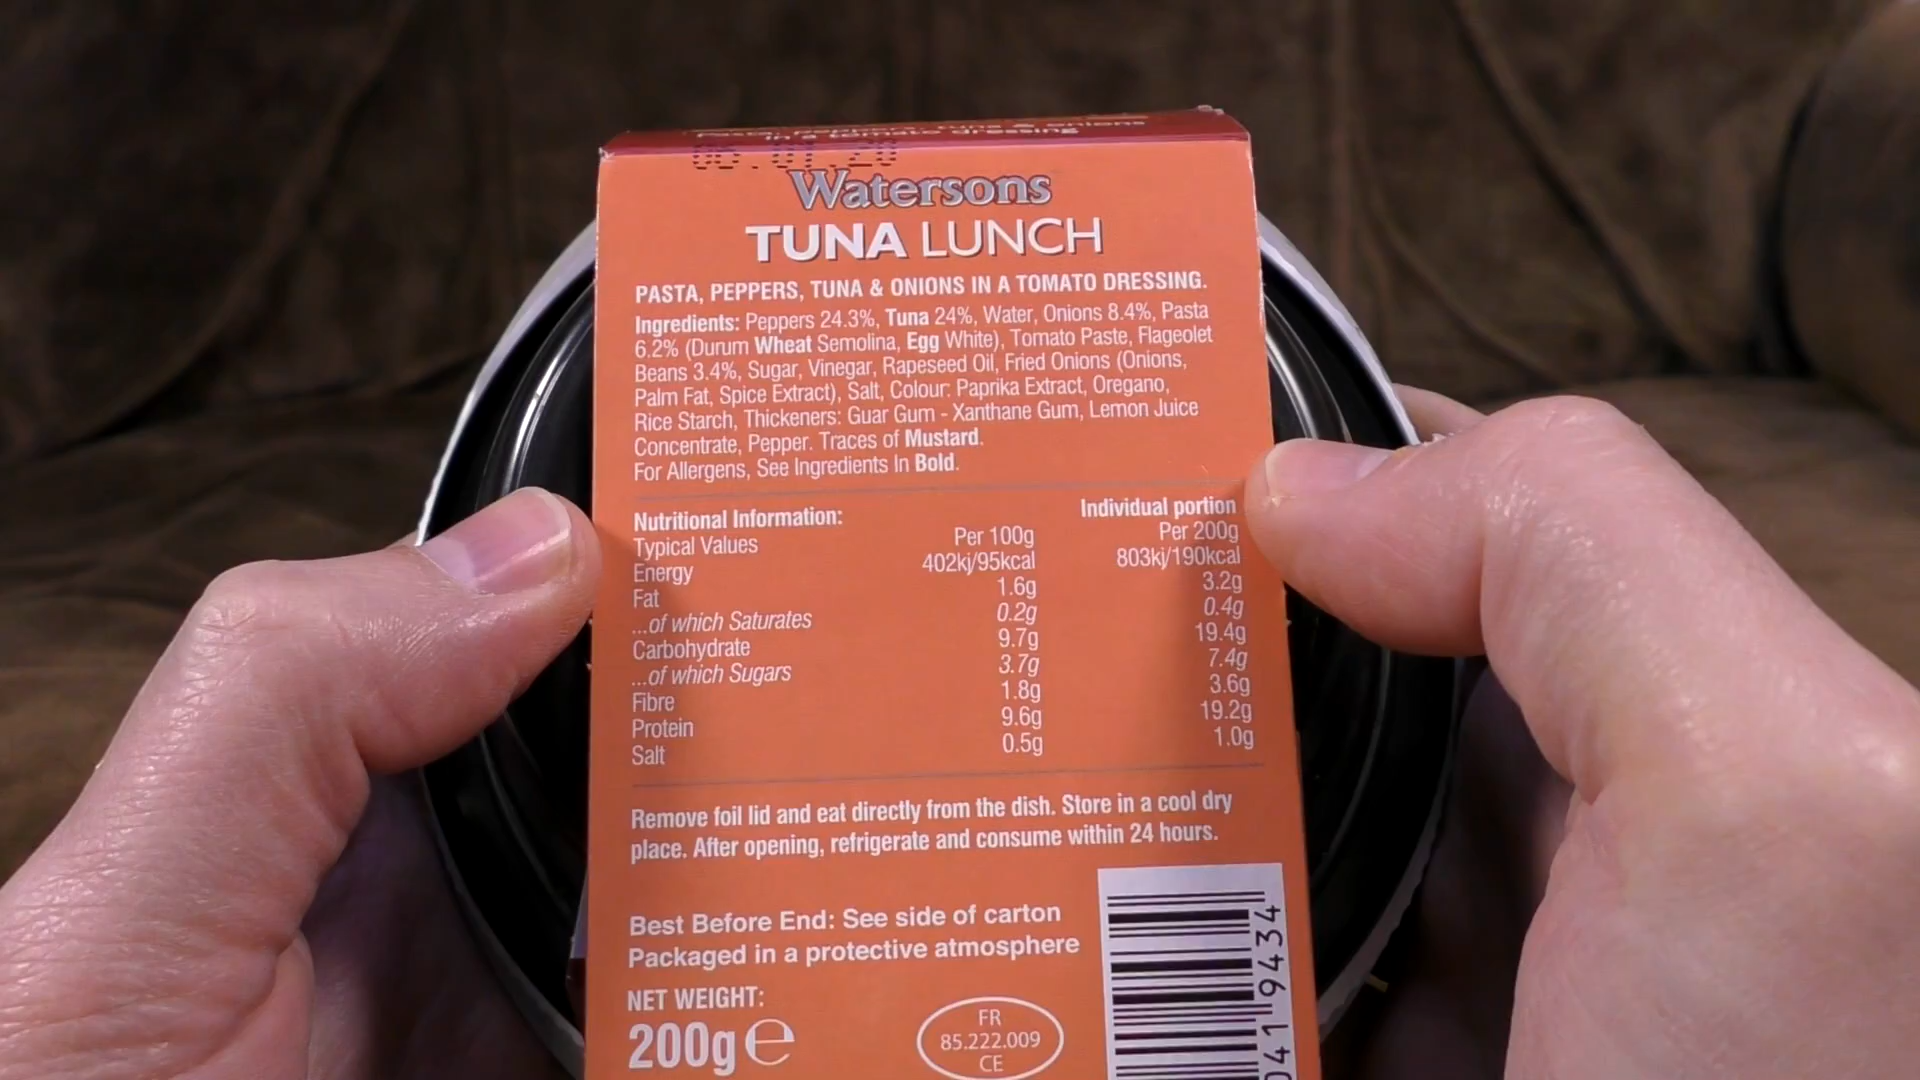 in a tomato dressing
Watersons
TUNA LUNCH
PASTA, PEPPERS, TUNA & ONIONS IN A TOMATO DRESSING.
Ingredients: Peppers 24.3%, Tuna 24%, Water, Onions 8.4%, Pasta
6.2% (Durum Wheat Semolina, Egg White), Tomato Paste, Flageolet
Beans 3.4%, Sugar, Vinegar, Rapeseed Oil, Fried Onions (Onions,
Palm Fat, Spice Extract), Salt, Colour: Paprika Extract, Oregano,
Rice Starch, Thickeners: Guar Gum - Xanthane Gum, Lemon Juice
Concentrate, Pepper. Traces of Mustard.
For Allergens, See Ingredients In Bold.
Individual portion
Nutritional Information:
Typical Values Per 100g Per 200g
Energy 402kj/95kcal 803kj/190kcal
Fat 1.6g 3.2g
...of which Saturates 0.2g 0.4g
Carbohydrate 9.7g 19.4g
...of which Sugars 3.7g 7.4g
Fibre 1.8g 3.6g
Protein 9.6g 19.2g
Salt 0.5g 1.0g
Remove foil lid and eat directly from the dish. Store in a cool dry
place. After opening, refrigerate and consume within 24 hours.
Best Before End: See side of carton
Packaged in a protective atmosphere
NET WEIGHT:
200g e
FR
85.222.009
CE
041 9434